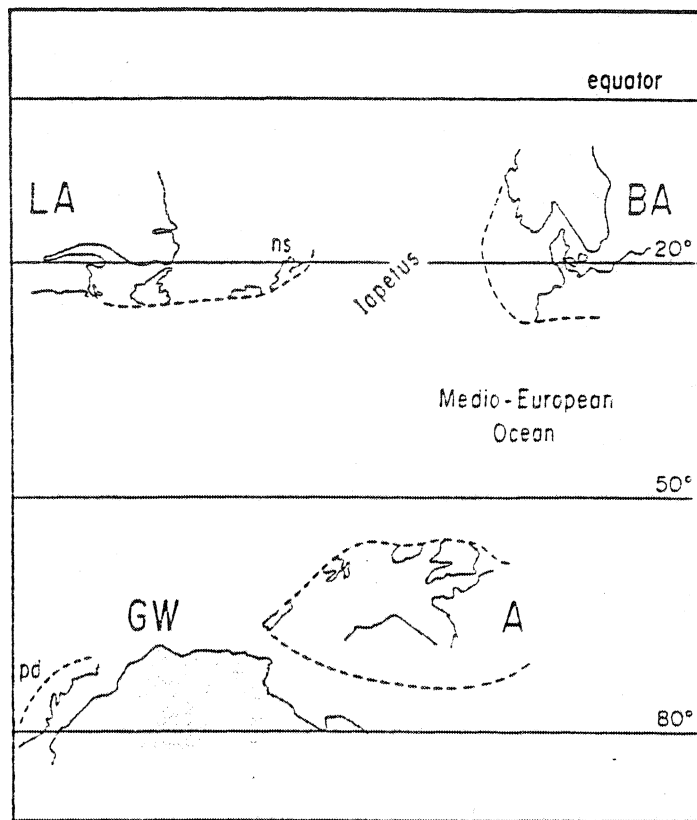 equator
LA
BA
ns
20°
Iapetus
Medio-European
Ocean
50°
GW
A
pd
80°